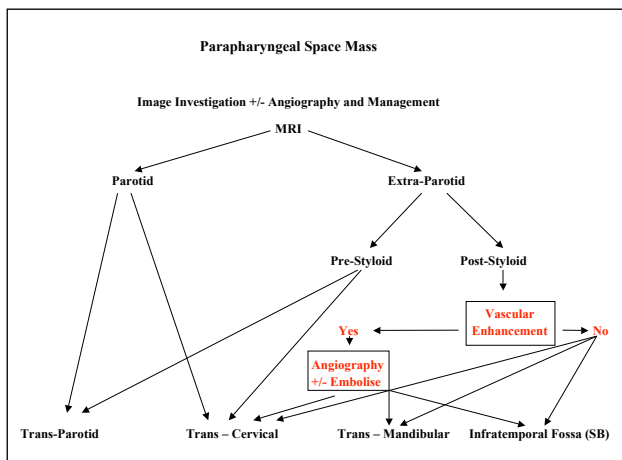 Parapharyngeal Space Mass
Image Investigation +/- Angiography and Management
MRI
Parotid
Extra-Parotid
Pre-Styloid
Post-Styloid
Vascular
Enhancement
Yes
No
Angiography
+/- Embolise
Trans-Parotid
Trans – Cervical
Trans – Mandibular
Infratemporal Fossa (SB)